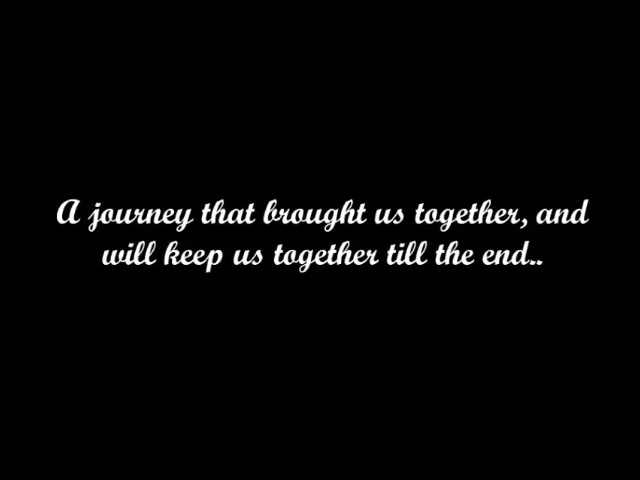 A journey that brought us together, and
will keep us together till the end..